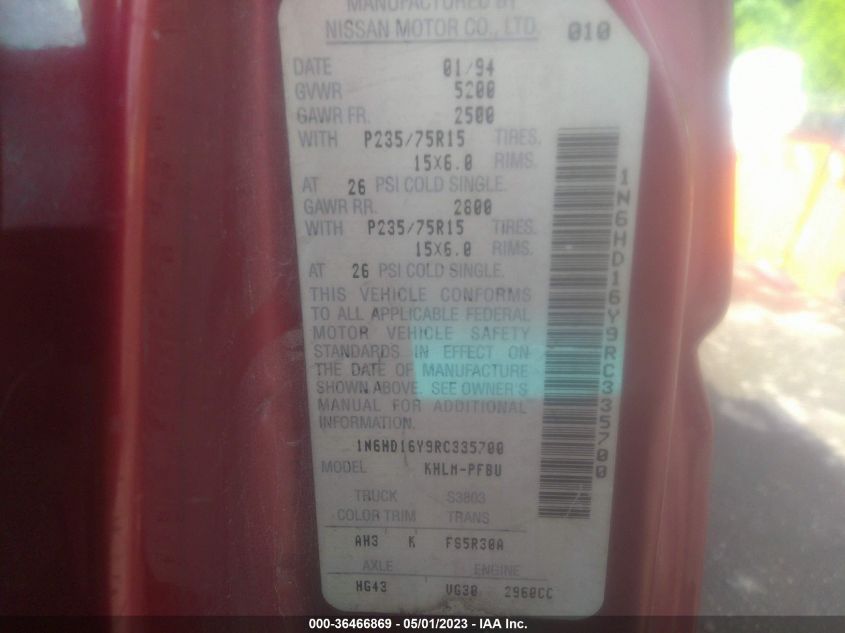 MANUFACTURED BY
NISSAN MOTOR CO., LTD. 010
DATE 01/94
GVWR 5200
GAWR FR. 2500
WITH P235/75R15 TIRES.
15X6.0 RIMS.
AT 26 PSI COLD SINGLE.
GAWR RR. 2800
WITH P235/75R15 TIRES
15X6.0 RIMS.
AT 26 PSI COLD SINGLE.
THIS VEHICLE CONFORMS
TO ALL APPLICABLE FEDERAL
MOTOR VEHICLE SAFETY
STANDARDS IN EFFECT ON
THE DATE OF MANUFACTURE
SHOWN ABOVE. SEE OWNER'S
MANUAL FOR ADDITIONAL
INFORMATION.
1N6HD16Y9RC335700
MODEL KHLM-PFBU
TRUCK S3803
COLOR TRIM TRANS
AH3 K FS5R30A
AXLE ENGINE
HG43 VG30 2960CC
1N6HD16Y9RC335700
000-36466869 - 05/01/2023 - IAA Inc.